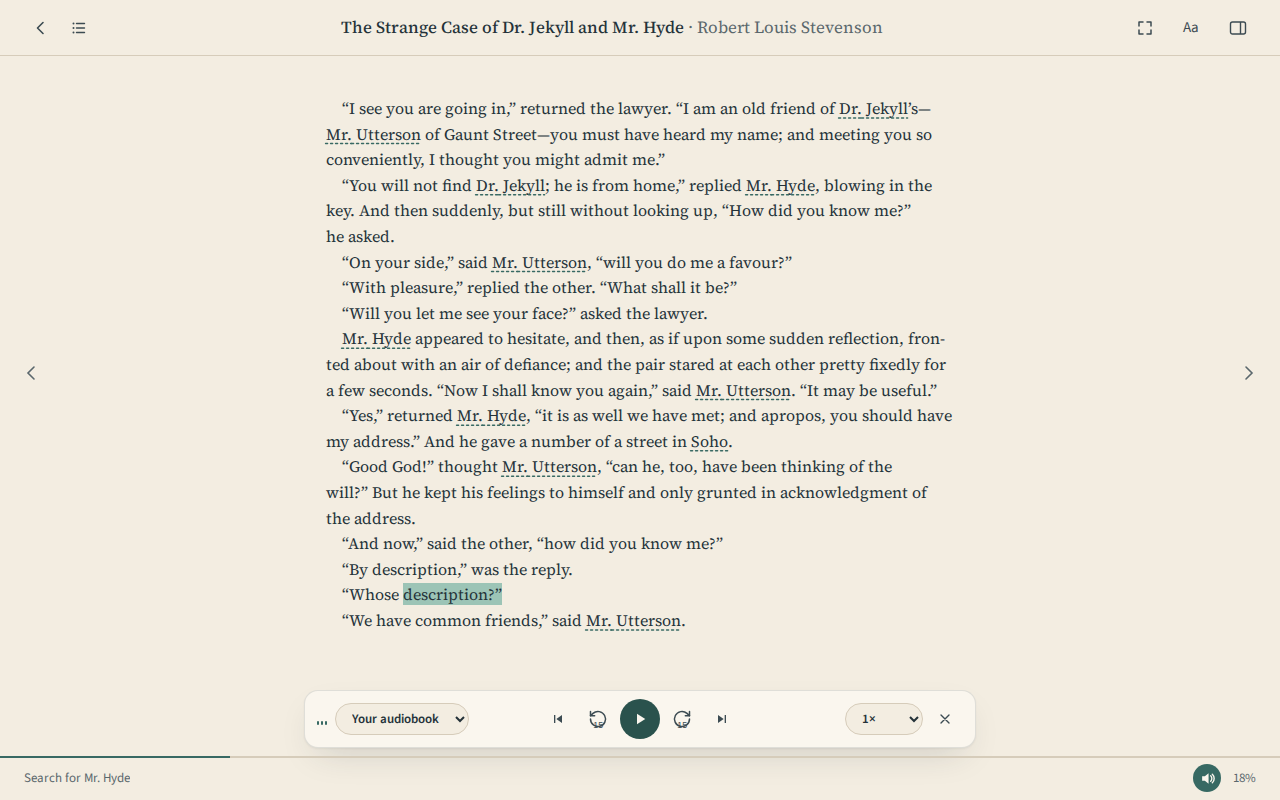 The Strange Case of Dr. Jekyll and Mr. Hyde · Robert Louis Stevenson
Aa
“I see you are going in,” returned the lawyer. “I am an old friend of Dr. Jekyll’s—
Mr. Utterson of Gaunt Street—you must have heard my name; and meeting you so
conveniently, I thought you might admit me.”
“You will not find Dr. Jekyll; he is from home,” replied Mr. Hyde, blowing in the
key. And then suddenly, but still without looking up, “How did you know me?”
he asked.
“On your side,” said Mr. Utterson, “will you do me a favour?”
“With pleasure,” replied the other. “What shall it be?”
“Will you let me see your face?” asked the lawyer.
Mr. Hyde appeared to hesitate, and then, as if upon some sudden reflection, fron-
ted about with an air of defiance; and the pair stared at each other pretty fixedly for
a few seconds. “Now I shall know you again,” said Mr. Utterson. “It may be useful.”
“Yes,” returned Mr. Hyde, “it is as well we have met; and apropos, you should have
my address.” And he gave a number of a street in Soho.
“Good God!” thought Mr. Utterson, “can he, too, have been thinking of the
will?” But he kept his feelings to himself and only grunted in acknowledgment of
the address.
“And now,” said the other, “how did you know me?”
“By description,” was the reply.
“Whose description?”
“We have common friends,” said Mr. Utterson.
Your audiobook
15
15
1×
Search for Mr. Hyde
18%